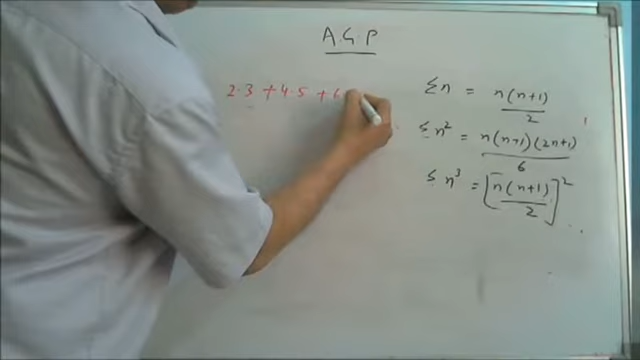 A.G.P
2.3 + 4.5 + 6
Σn = n(n+1)/2
Σn² = n(n+1)(2n+1)/6
Σn³ = [n(n+1)/2]²